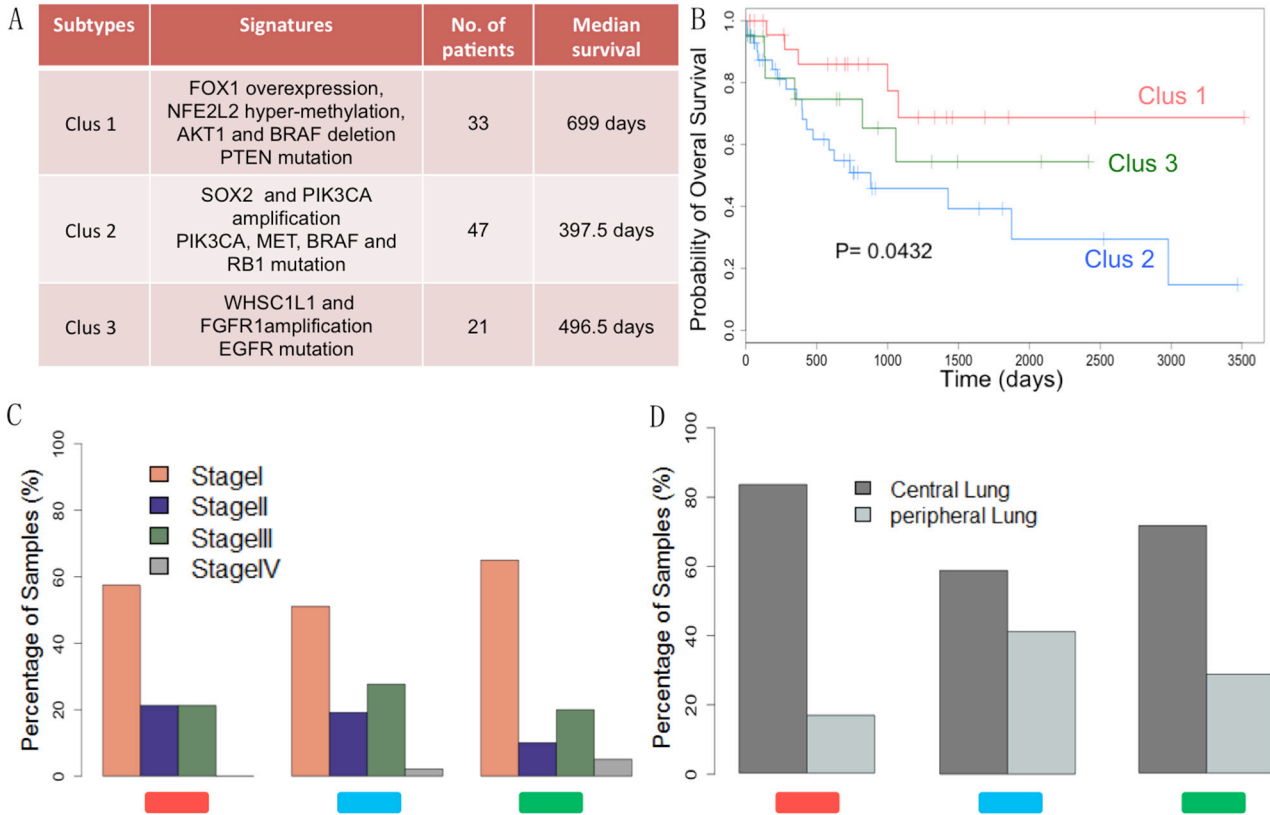 A
Subtypes Signatures No. of patients Median survival
Clus 1
FOX1 overexpression,
NFE2L2 hyper-methylation,
AKT1 and BRAF deletion
PTEN mutation
33
699 days
Clus 2
SOX2 and PIK3CA
amplification
PIK3CA, MET, BRAF and
RB1 mutation
47
397.5 days
Clus 3
WHSC1L1 and
FGFR1amplification
EGFR mutation
21
496.5 days
B
Probability of Overal Survival
1.0
0.8
0.6
0.4
0.2
0.0
Clus 1
Clus 3
Clus 2
P= 0.0432
0 500 1000 1500 2000 2500 3000 3500
Time (days)
C
Percentage of Samples (%)
100
80
60
40
20
0
StageI
StageII
StageIII
StageIV
D
Percentage of Samples (%)
100
80
60
40
20
0
Central Lung
peripheral Lung